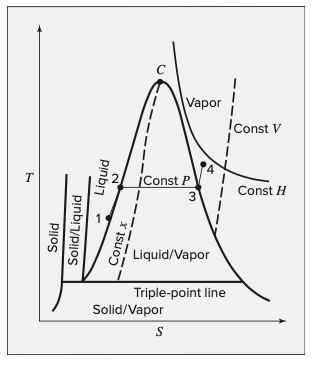 C
Vapor
Const V
T
Liquid
2
Const P
4
3
Const H
1
Solid
Solid/Liquid
Const x
Liquid/Vapor
Triple-point line
Solid/Vapor
S